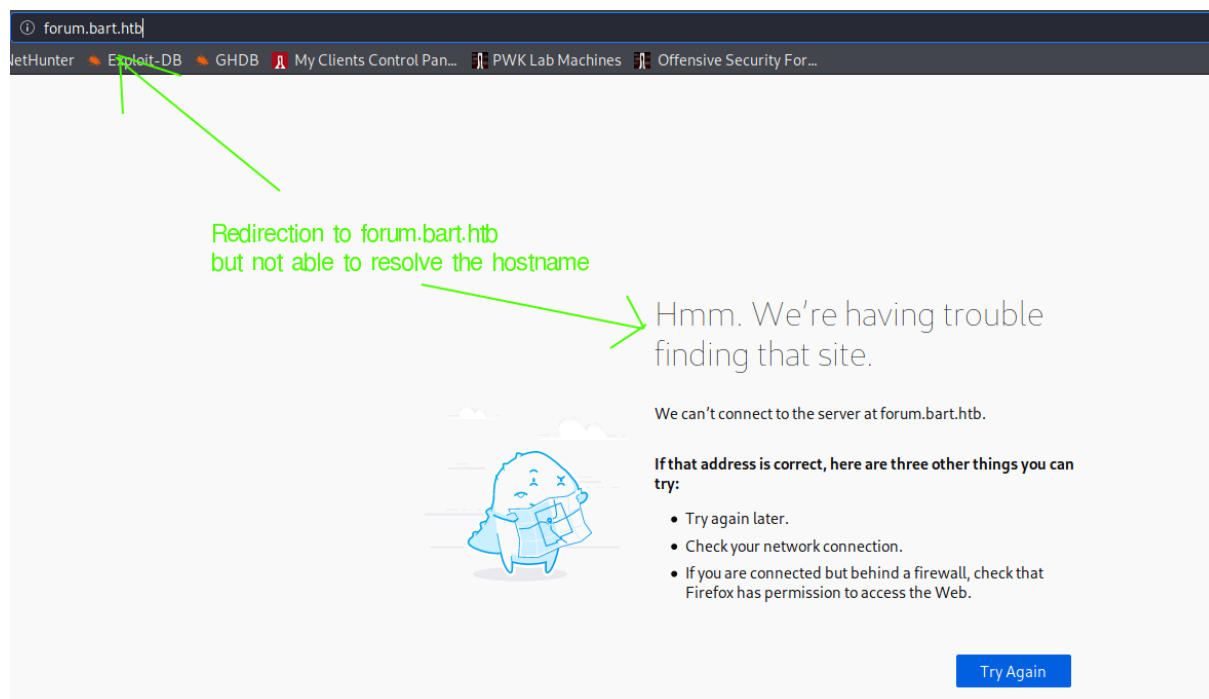 forum.bart.htb
NetHunter Exploit-DB GHDB My Clients Control Pan... PWK Lab Machines Offensive Security For...
Redirection to forum.bart.htb
but not able to resolve the hostname
Hmm. We're having trouble
finding that site.
We can't connect to the server at forum.bart.htb.
If that address is correct, here are three other things you can
try:
Try again later.
Check your network connection.
If you are connected but behind a firewall, check that
Firefox has permission to access the Web.
Try Again